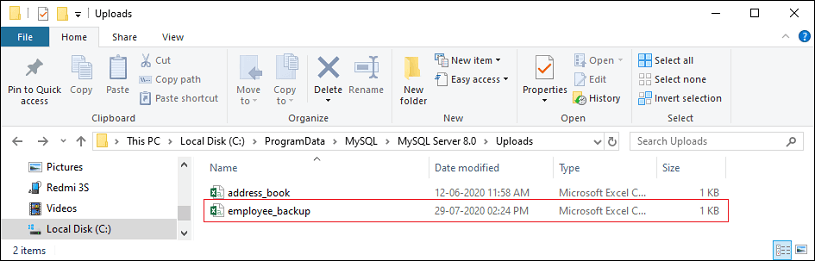 Uploads
File Home Share View
Pin to Quick access
Copy
Paste
Cut
Copy path
Paste shortcut
Clipboard
Move to
Copy to
Delete
Rename
Organize
New folder
New item
Easy access
New
Properties
Open
Edit
History
Open
Select all
Select none
Invert selection
Select
This PC Local Disk (C:) ProgramData MySQL MySQL Server 8.0 Uploads
Search Uploads
Pictures
Redmi 3S
Videos
Local Disk (C:)
Name Date modified Type Size
address_book 12-06-2020 11:58 AM Microsoft Excel C... 1 KB
employee_backup 29-07-2020 02:24 PM Microsoft Excel C... 1 KB
2 items